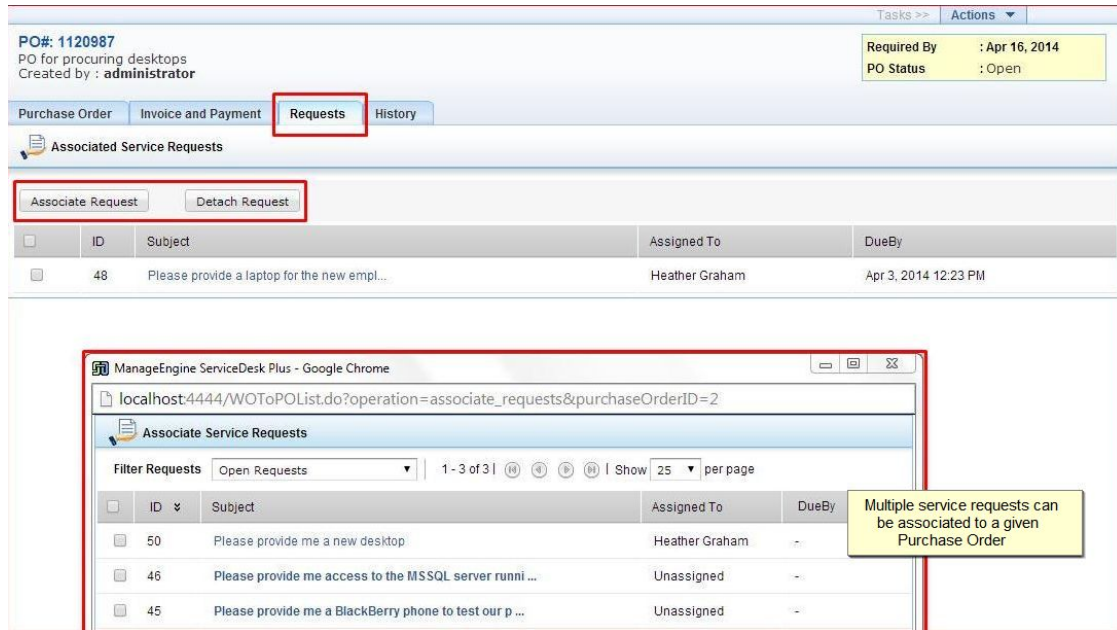 Tasks >> Actions
PO#: 1120987
PO for procuring desktops
Created by : administrator
Required By : Apr 16, 2014
PO Status : Open
Purchase Order Invoice and Payment Requests History
Associated Service Requests
Associate Request Detach Request
ID Subject Assigned To DueBy
48 Please provide a laptop for the new empl... Heather Graham Apr 3, 2014 12:23 PM
ManageEngine ServiceDesk Plus - Google Chrome
localhost:4444/WOToPOList.do?operation=associate_requests&purchaseOrderID=2
Associate Service Requests
Filter Requests Open Requests 1 - 3 of 3 | Show 25 per page
ID Subject Assigned To DueBy
50 Please provide me a new desktop Heather Graham -
46 Please provide me access to the MSSQL server runni ... Unassigned -
45 Please provide me a BlackBerry phone to test our p ... Unassigned -
Multiple service requests can
be associated to a given
Purchase Order